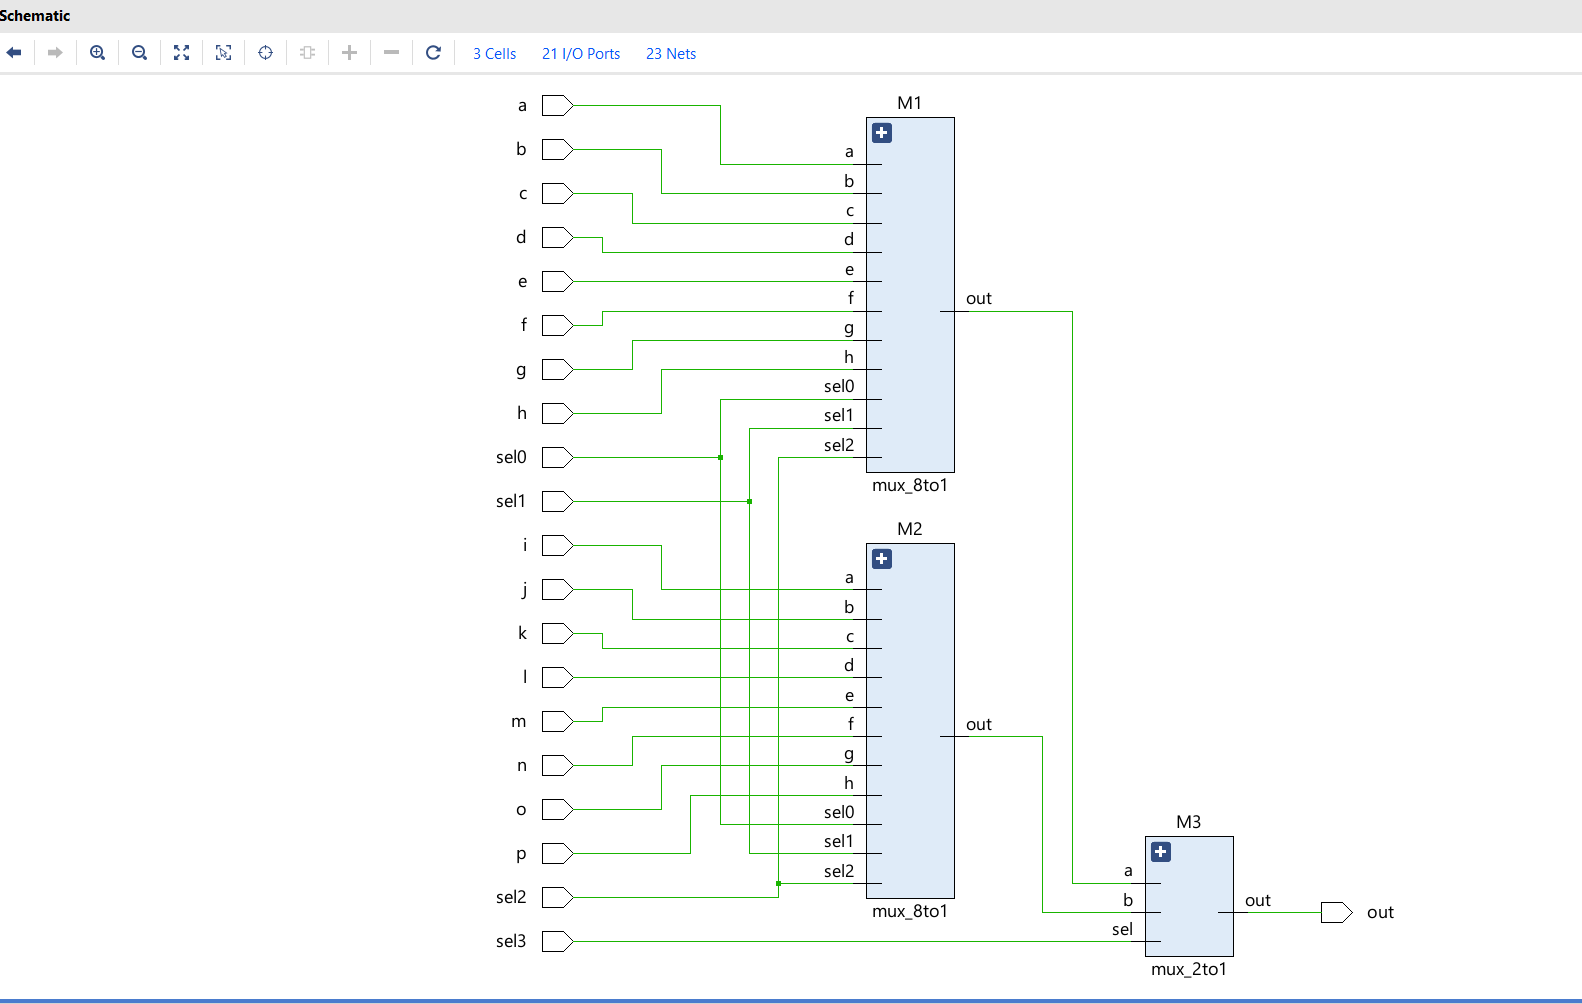 Schematic
3 Cells 21 I/O Ports 23 Nets
a
b
c
d
e
f
g
h
sel0
sel1
i
j
k
l
m
n
o
p
sel2
sel3
M1
a
b
c
d
e
f
g
h
sel0
sel1
sel2
out
mux_8to1
M2
a
b
c
d
e
f
g
h
sel0
sel1
sel2
out
mux_8to1
M3
a
b
sel
out
mux_2to1
out